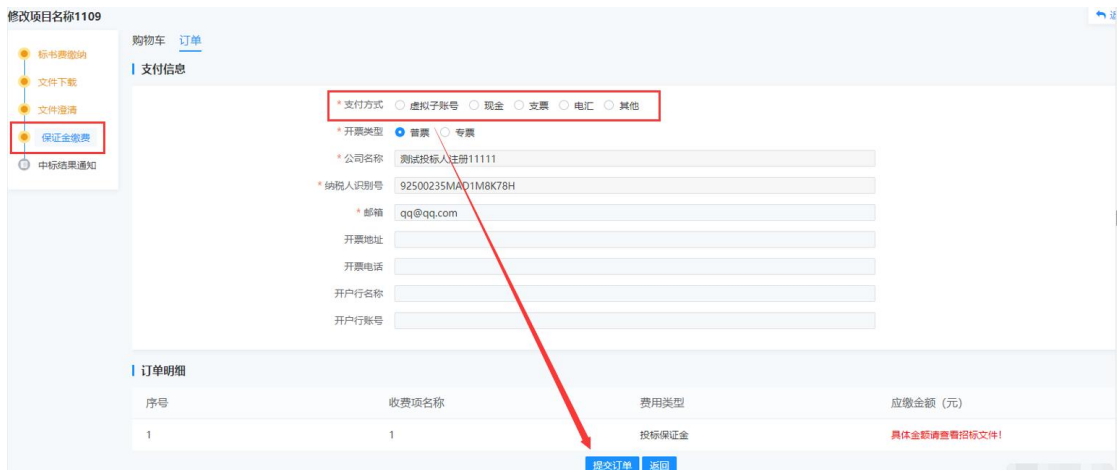 修改项目名称1109
标书费缴纳
文件下载
文件澄清
保证金缴费
中标结果通知
购物车 订单
支付信息
* 支付方式 虚拟子账号 现金 支票 电汇 其他
* 开票类型 普票 专票
* 公司名称 测试投标人注册11111
* 纳税人识别号 92500235MAD1M8K78H
* 邮箱 qq@qq.com
开票地址
开票电话
开户行名称
开户行账号
订单明细
序号 收费项名称 费用类型 应缴金额（元）
1 1 投标保证金 具体金额请查看招标文件！
提交订单 返回